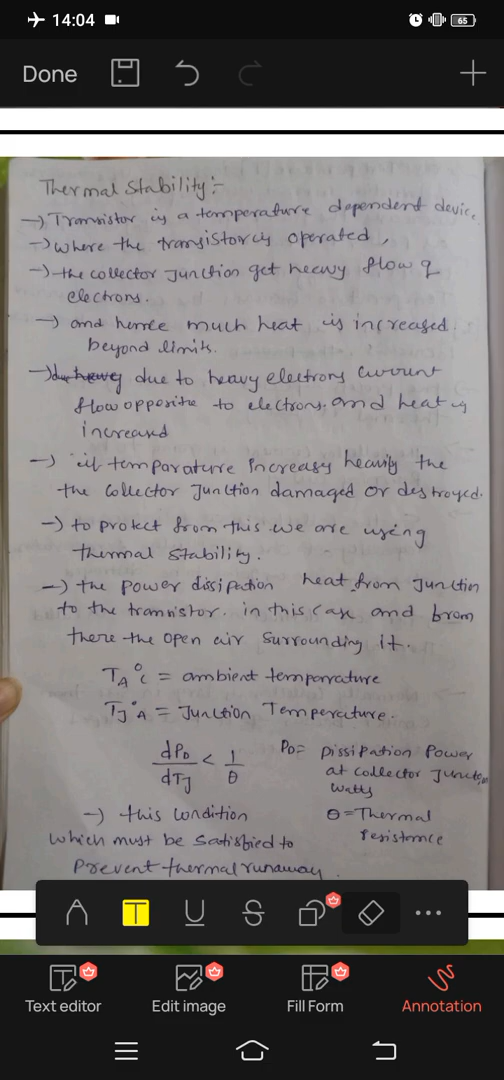 14:04
65
Done
Thermal Stability:-
→ Transistor is a temperature dependent device.
→ where the transistor is operated,
→ the collector Junction get heavy flow of
electrons.
→ and hence much heat is increased
beyond limits.
→ due to heavy electrons current
flow opposite to electrons, and heat is
increased
→ if temparature increases heavily the
the collector Junction damaged or destroyed.
→ to protect from this we are using
thermal stability.
→ the power dissipation heat from Junction
to the transistor in this case and from
there the open air surrounding it.
TA°C = ambient temperature
TJ°A = Junction Temperature.
dPD/dTJ < 1/θ
PD = Dissipation Power
at collector Junction
watts
→ this condition
θ = Thermal
resistance
which must be satisfied to
Prevent thermal runaway.
T
U
S
Text editor
Edit image
Fill Form
Annotation